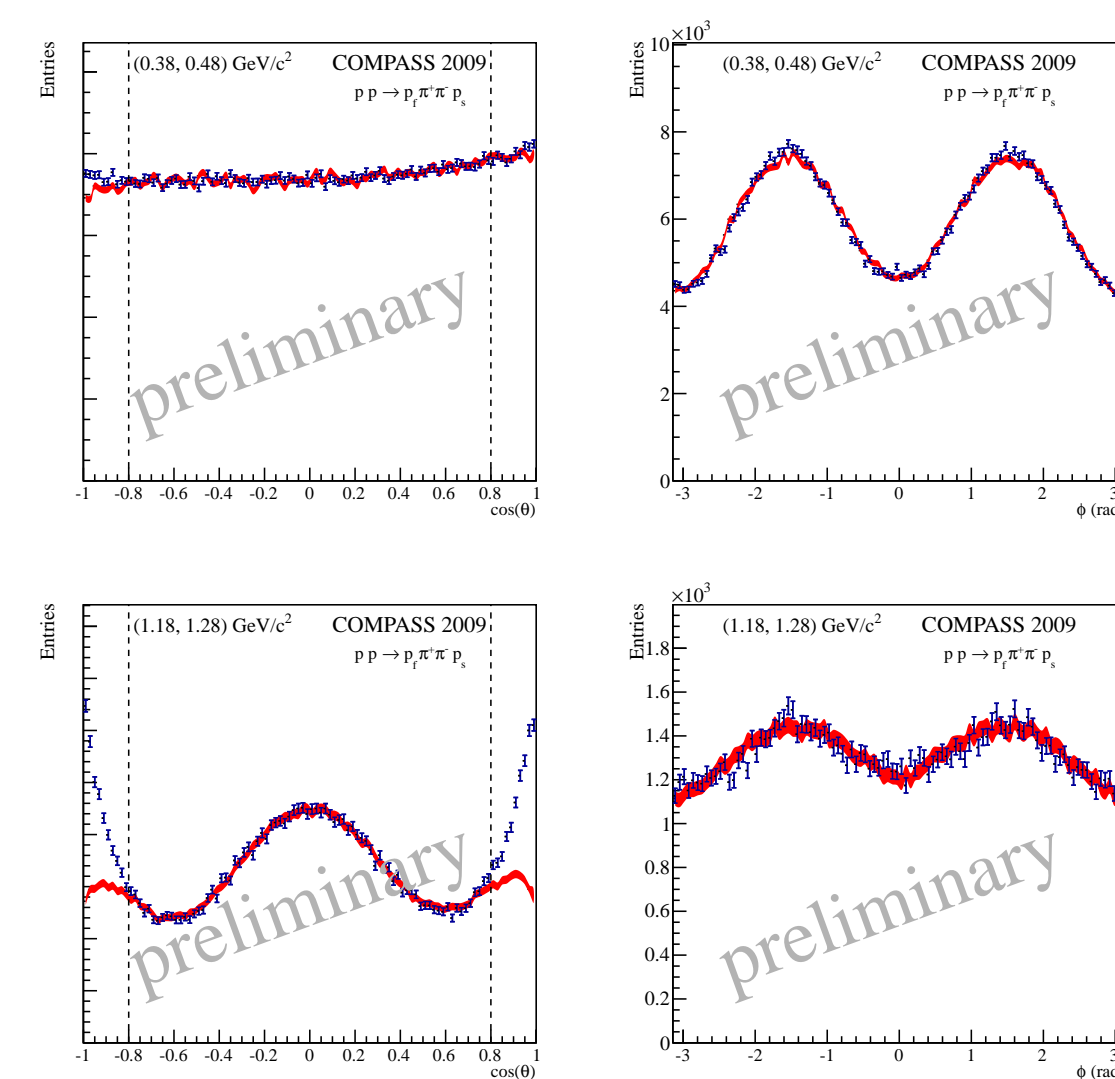 Entries
(0.38, 0.48) GeV/c²
COMPASS 2009
p p → p_f π⁺π⁻ p_s
preliminary
-1 -0.8 -0.6 -0.4 -0.2 0 0.2 0.4 0.6 0.8 1
cos(θ)
×10³
Entries
(0.38, 0.48) GeV/c²
COMPASS 2009
p p → p_f π⁺π⁻ p_s
10
8
6
4
2
0
preliminary
-3 -2 -1 0 1 2 3
ϕ (rad
Entries
(1.18, 1.28) GeV/c²
COMPASS 2009
p p → p_f π⁺π⁻ p_s
preliminary
-1 -0.8 -0.6 -0.4 -0.2 0 0.2 0.4 0.6 0.8 1
cos(θ)
×10³
Entries
(1.18, 1.28) GeV/c²
COMPASS 2009
p p → p_f π⁺π⁻ p_s
1.8
1.6
1.4
1.2
1
0.8
0.6
0.4
0.2
0
preliminary
-3 -2 -1 0 1 2 3
ϕ (rad